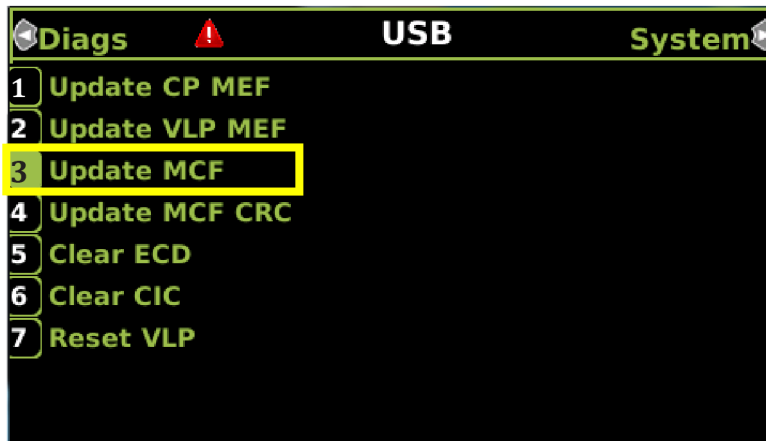 Diags USB System
1 Update CP MEF
2 Update VLP MEF
3 Update MCF
4 Update MCF CRC
5 Clear ECD
6 Clear CIC
7 Reset VLP